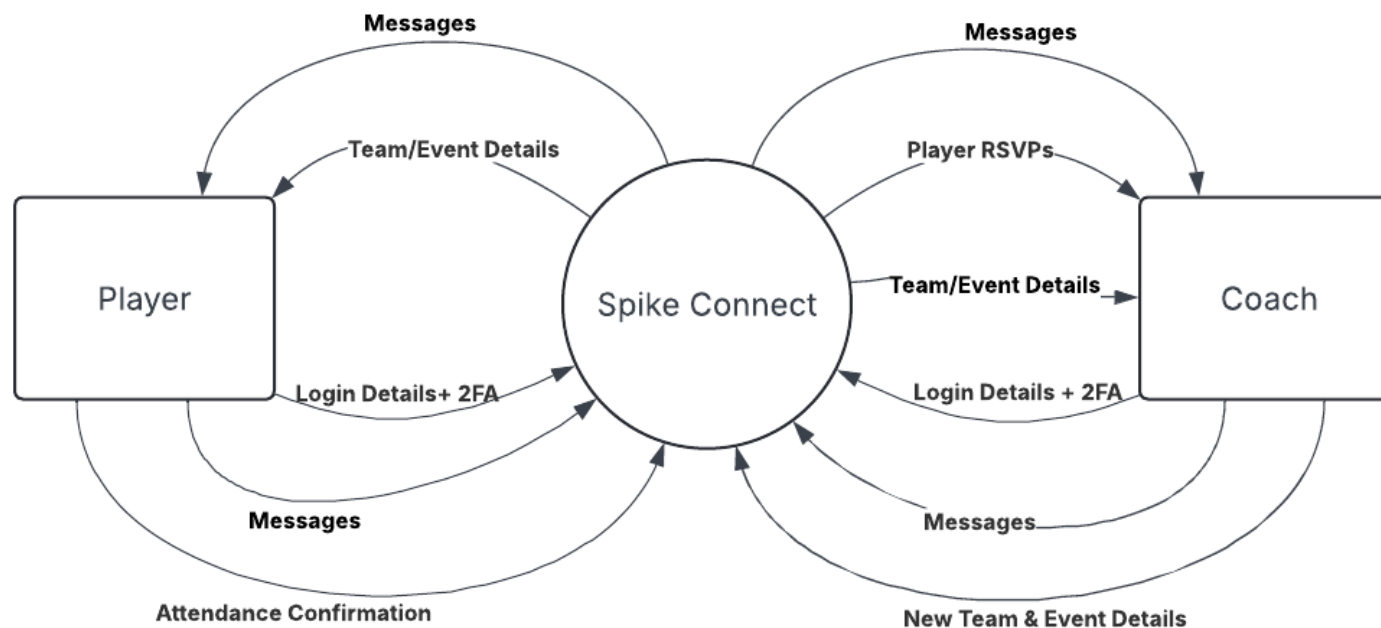 Messages
Messages
Team/Event Details
Player RSVPs
Team/Event Details
Player
Spike Connect
Coach
Login Details+ 2FA
Login Details + 2FA
Messages
Messages
Attendance Confirmation
New Team & Event Details